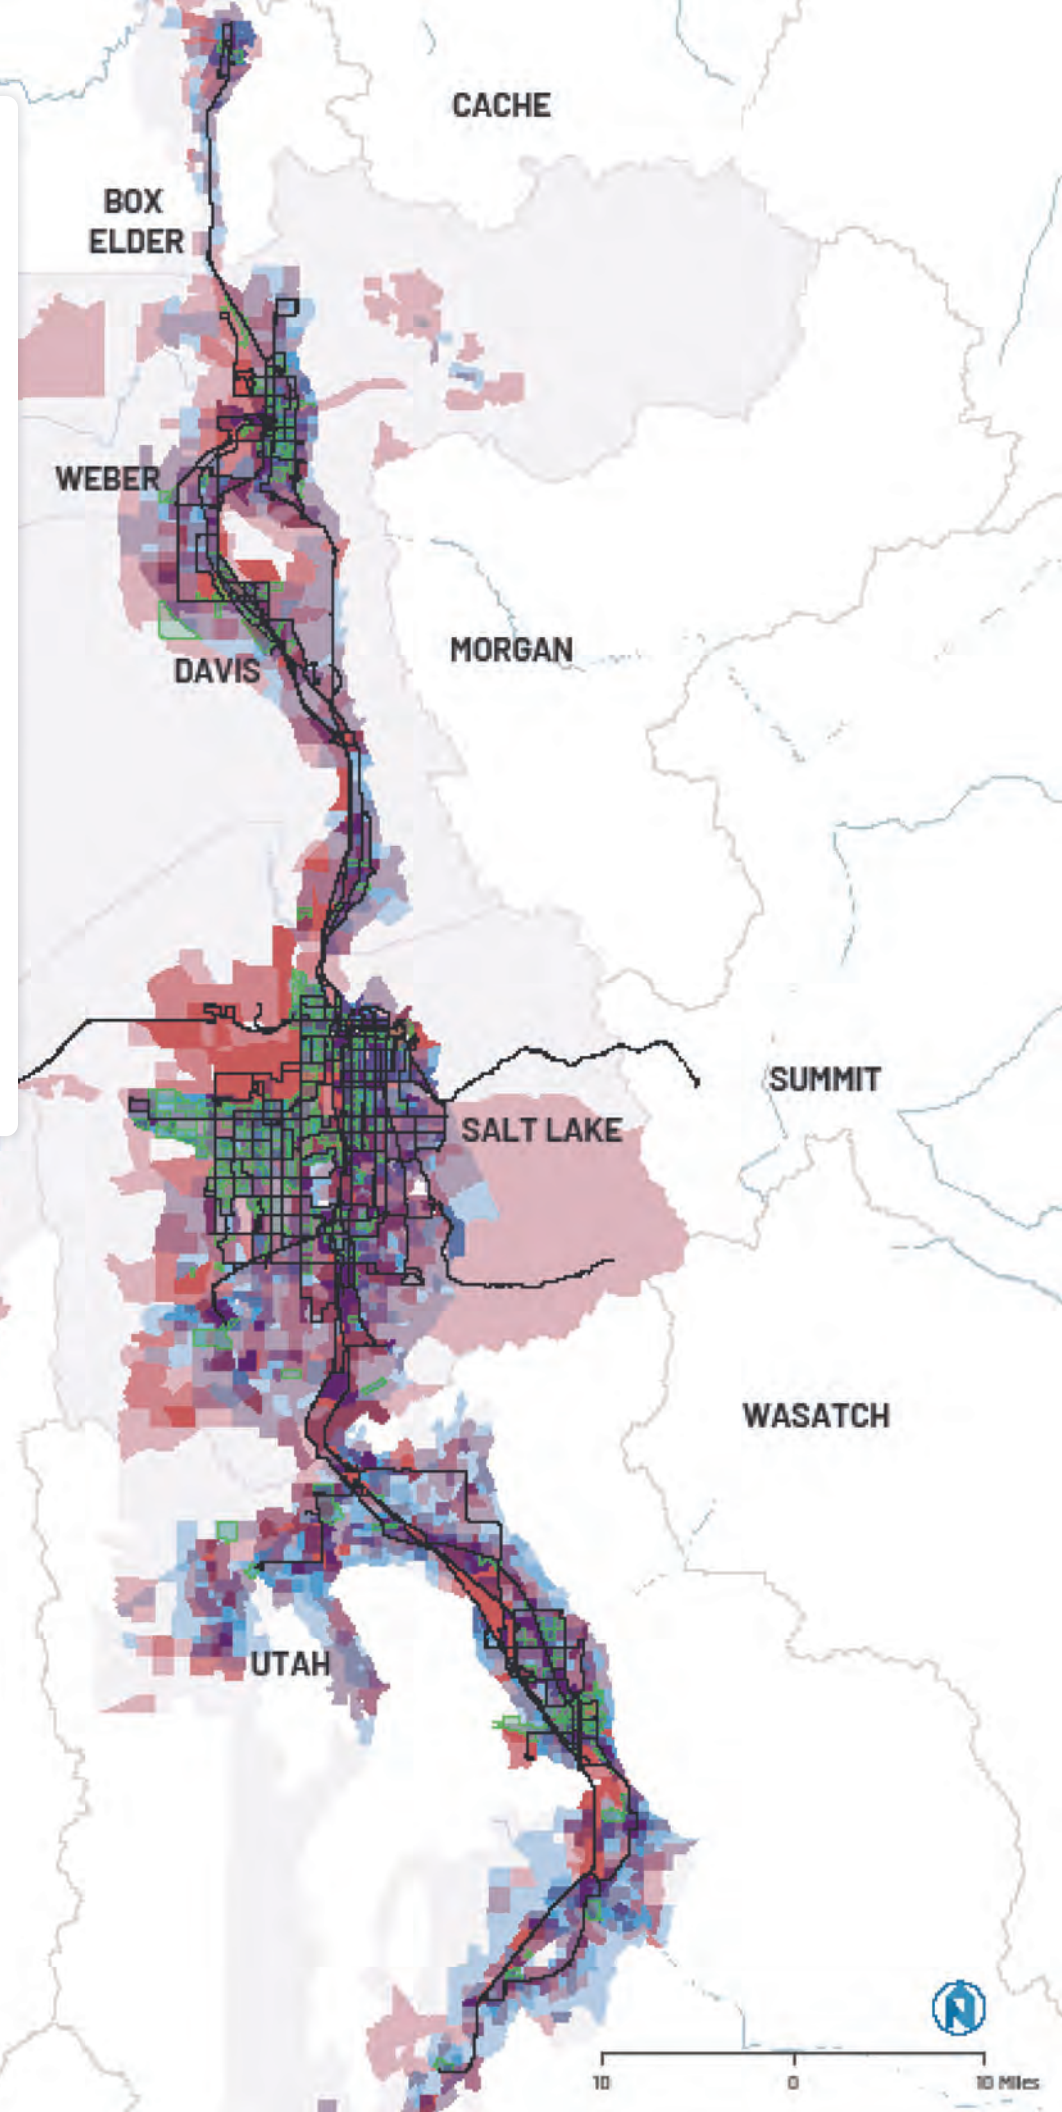 CACHE
BOX
ELDER
WEBER
MORGAN
DAVIS
SUMMIT
SALT LAKE
WASATCH
UTAH
N
10 0 10 Miles